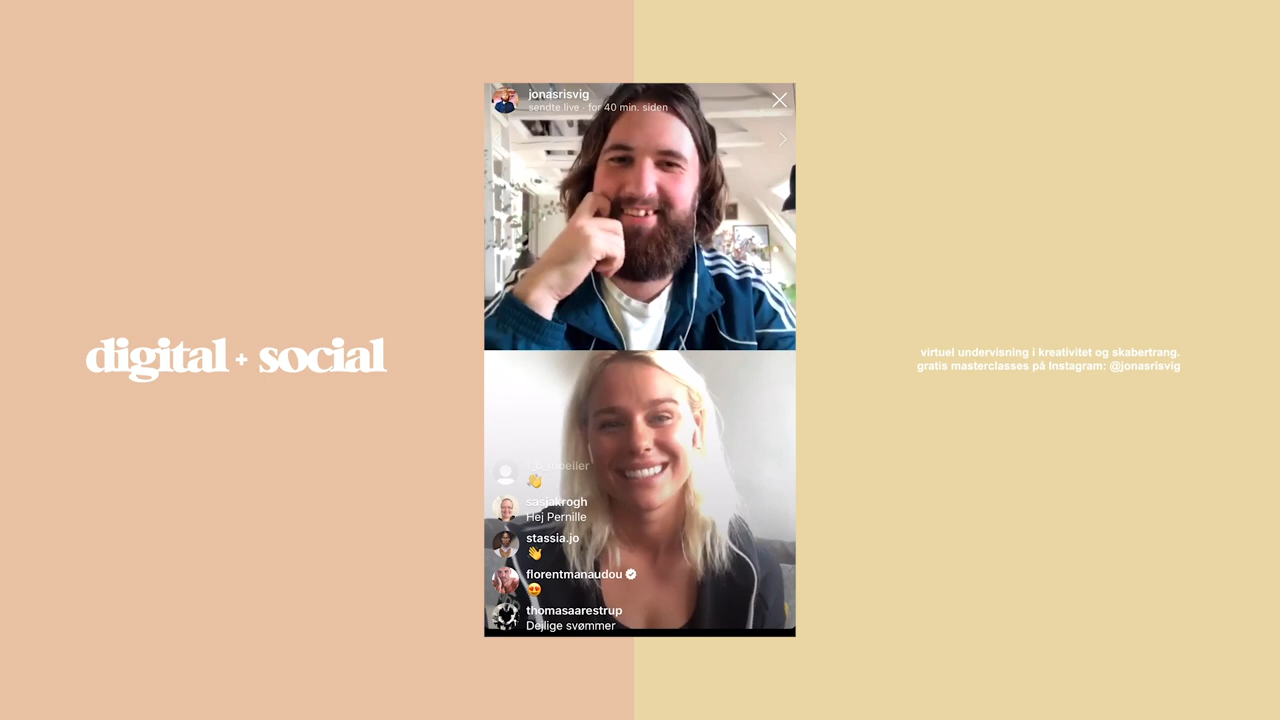 digital + social
jonasrisvig
sendte live · for 40 min. siden
moeller
sasjakrogh
Hej Pernille
stassia.jo
florentmanaudou
thomasaarestrup
Dejlige svømmer
virtuel undervisning i kreativitet og skabertrang.
gratis masterclasses på Instagram: @jonasrisvig